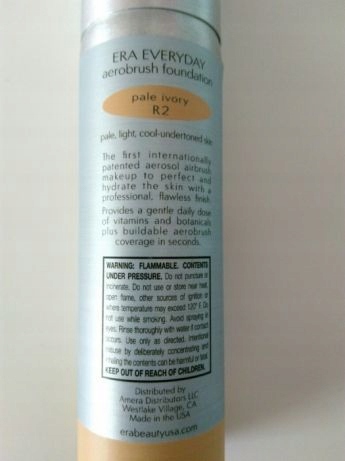 ERA EVERYDAY
aerobrush foundation
pale ivory
R2
pale, light, cool-undertoned skin
The first internationally
patented aerosol airbrush
makeup to perfect and
hydrate the skin with a
professional, flawless finish.
Provides a gentle daily dose
of vitamins and botanicals
plus buildable aerobrush
coverage in seconds.
WARNING: FLAMMABLE. CONTENTS
UNDER PRESSURE. Do not puncture or
incinerate. Do not use or store near heat,
open flame, other sources of ignition or
where temperature may exceed 120° F. Do
not use while smoking. Avoid spraying in
eyes. Rinse thoroughly with water if contact
occurs. Use only as directed. Intentional
misuse by deliberately concentrating and
inhaling the contents can be harmful or fatal.
KEEP OUT OF REACH OF CHILDREN.
Distributed by
Amera Distributors LLC
Westlake Village, CA
Made in the USA
erabeautyusa.com